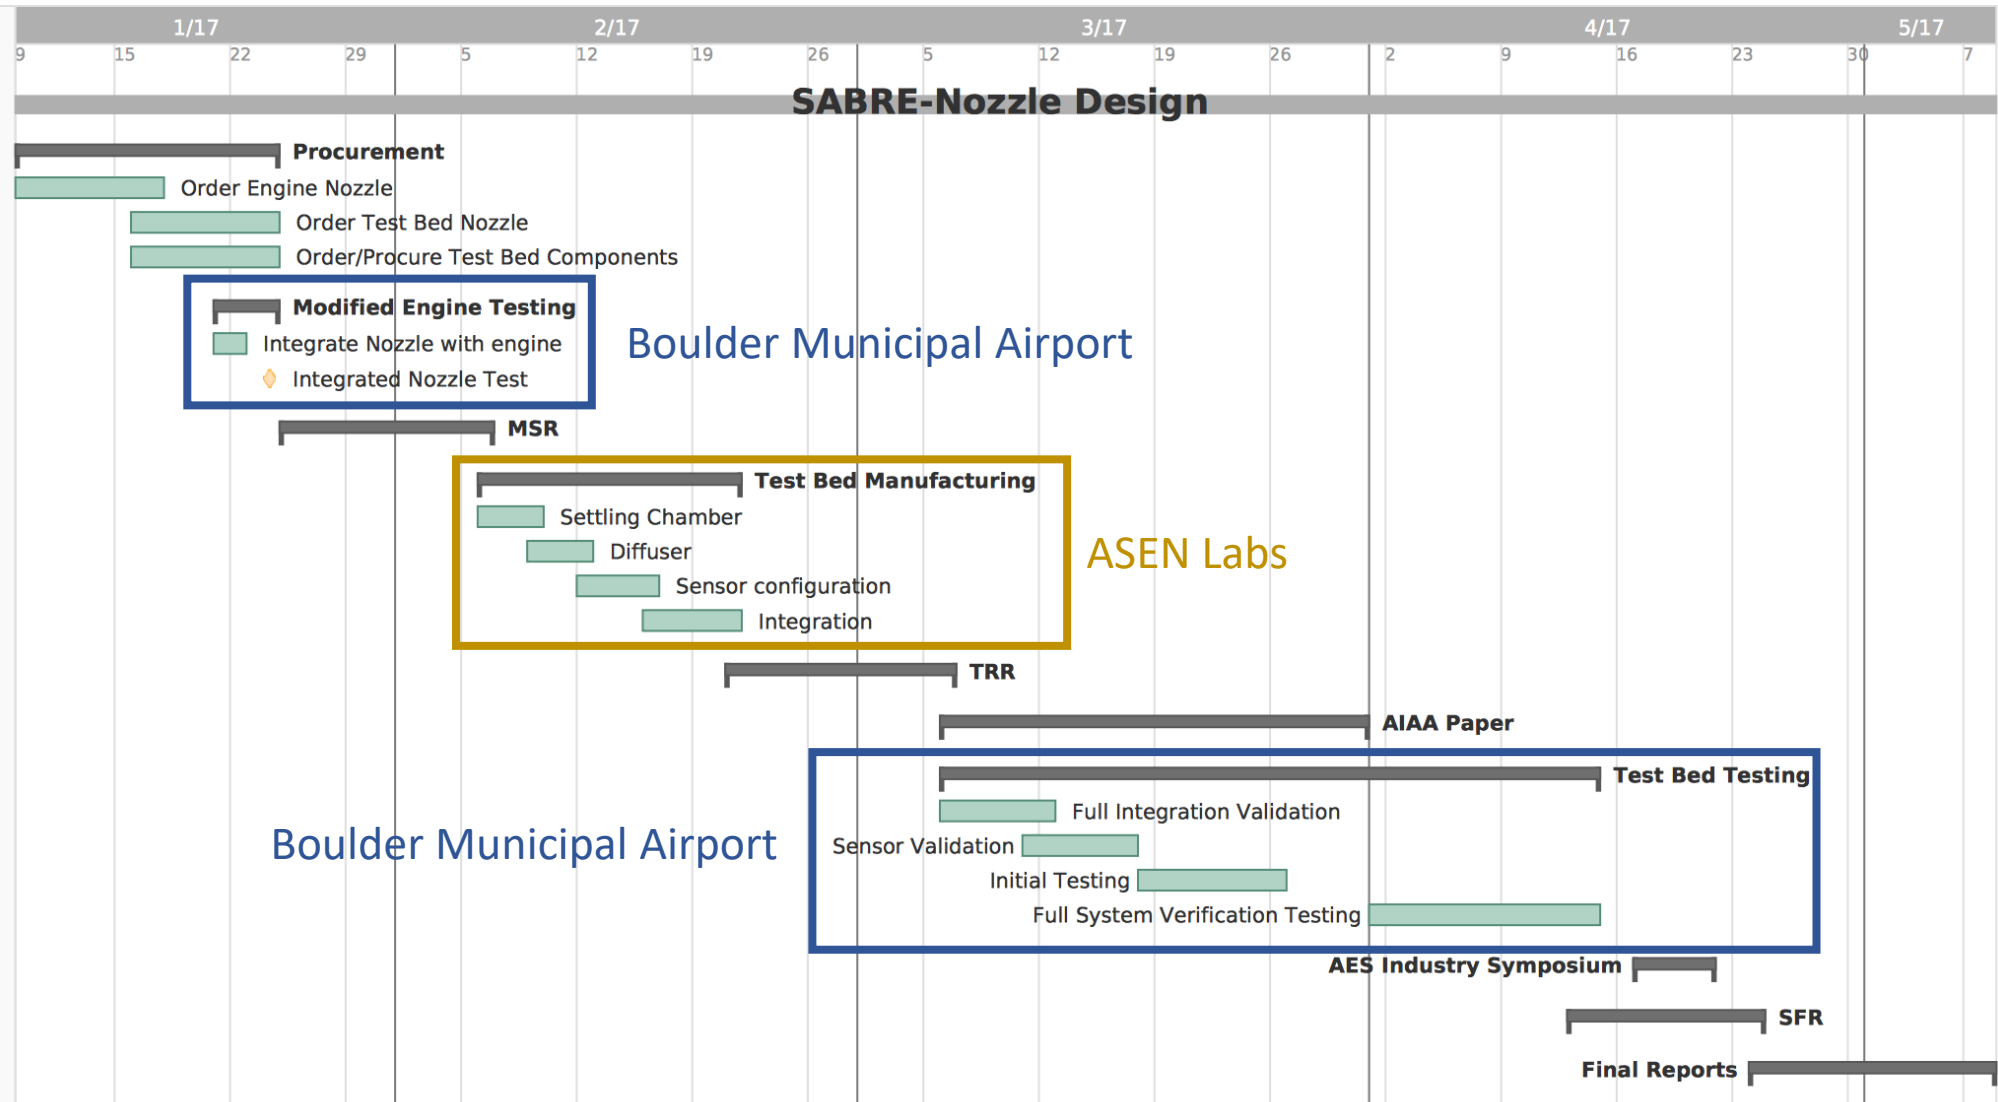 1/17 2/17 3/17 4/17 5/17
9 15 22 29 5 12 19 26 5 12 19 26 2 9 16 23 30 7
SABRE-Nozzle Design
Procurement
Order Engine Nozzle
Order Test Bed Nozzle
Order/Procure Test Bed Components
Modified Engine Testing
Integrate Nozzle with engine
Boulder Municipal Airport
Integrated Nozzle Test
MSR
Test Bed Manufacturing
Settling Chamber
Diffuser
ASEN Labs
Sensor configuration
Integration
TRR
AIAA Paper
Test Bed Testing
Full Integration Validation
Boulder Municipal Airport
Sensor Validation
Initial Testing
Full System Verification Testing
AES Industry Symposium
SFR
Final Reports